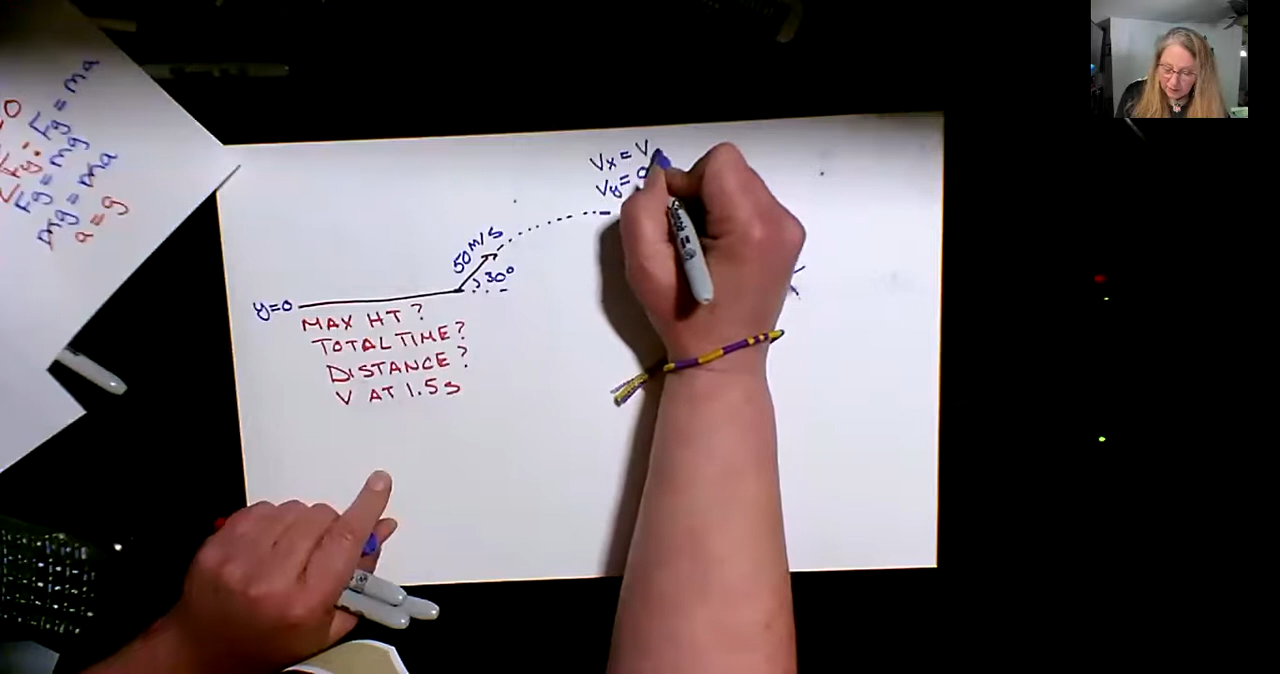 Fg = ma
Fg = mg
mg = ma
a = g
Vx = V
Vy = 0
50 m/s
30°
y=0
MAX HT?
TOTAL TIME?
DISTANCE?
V AT 1.5s